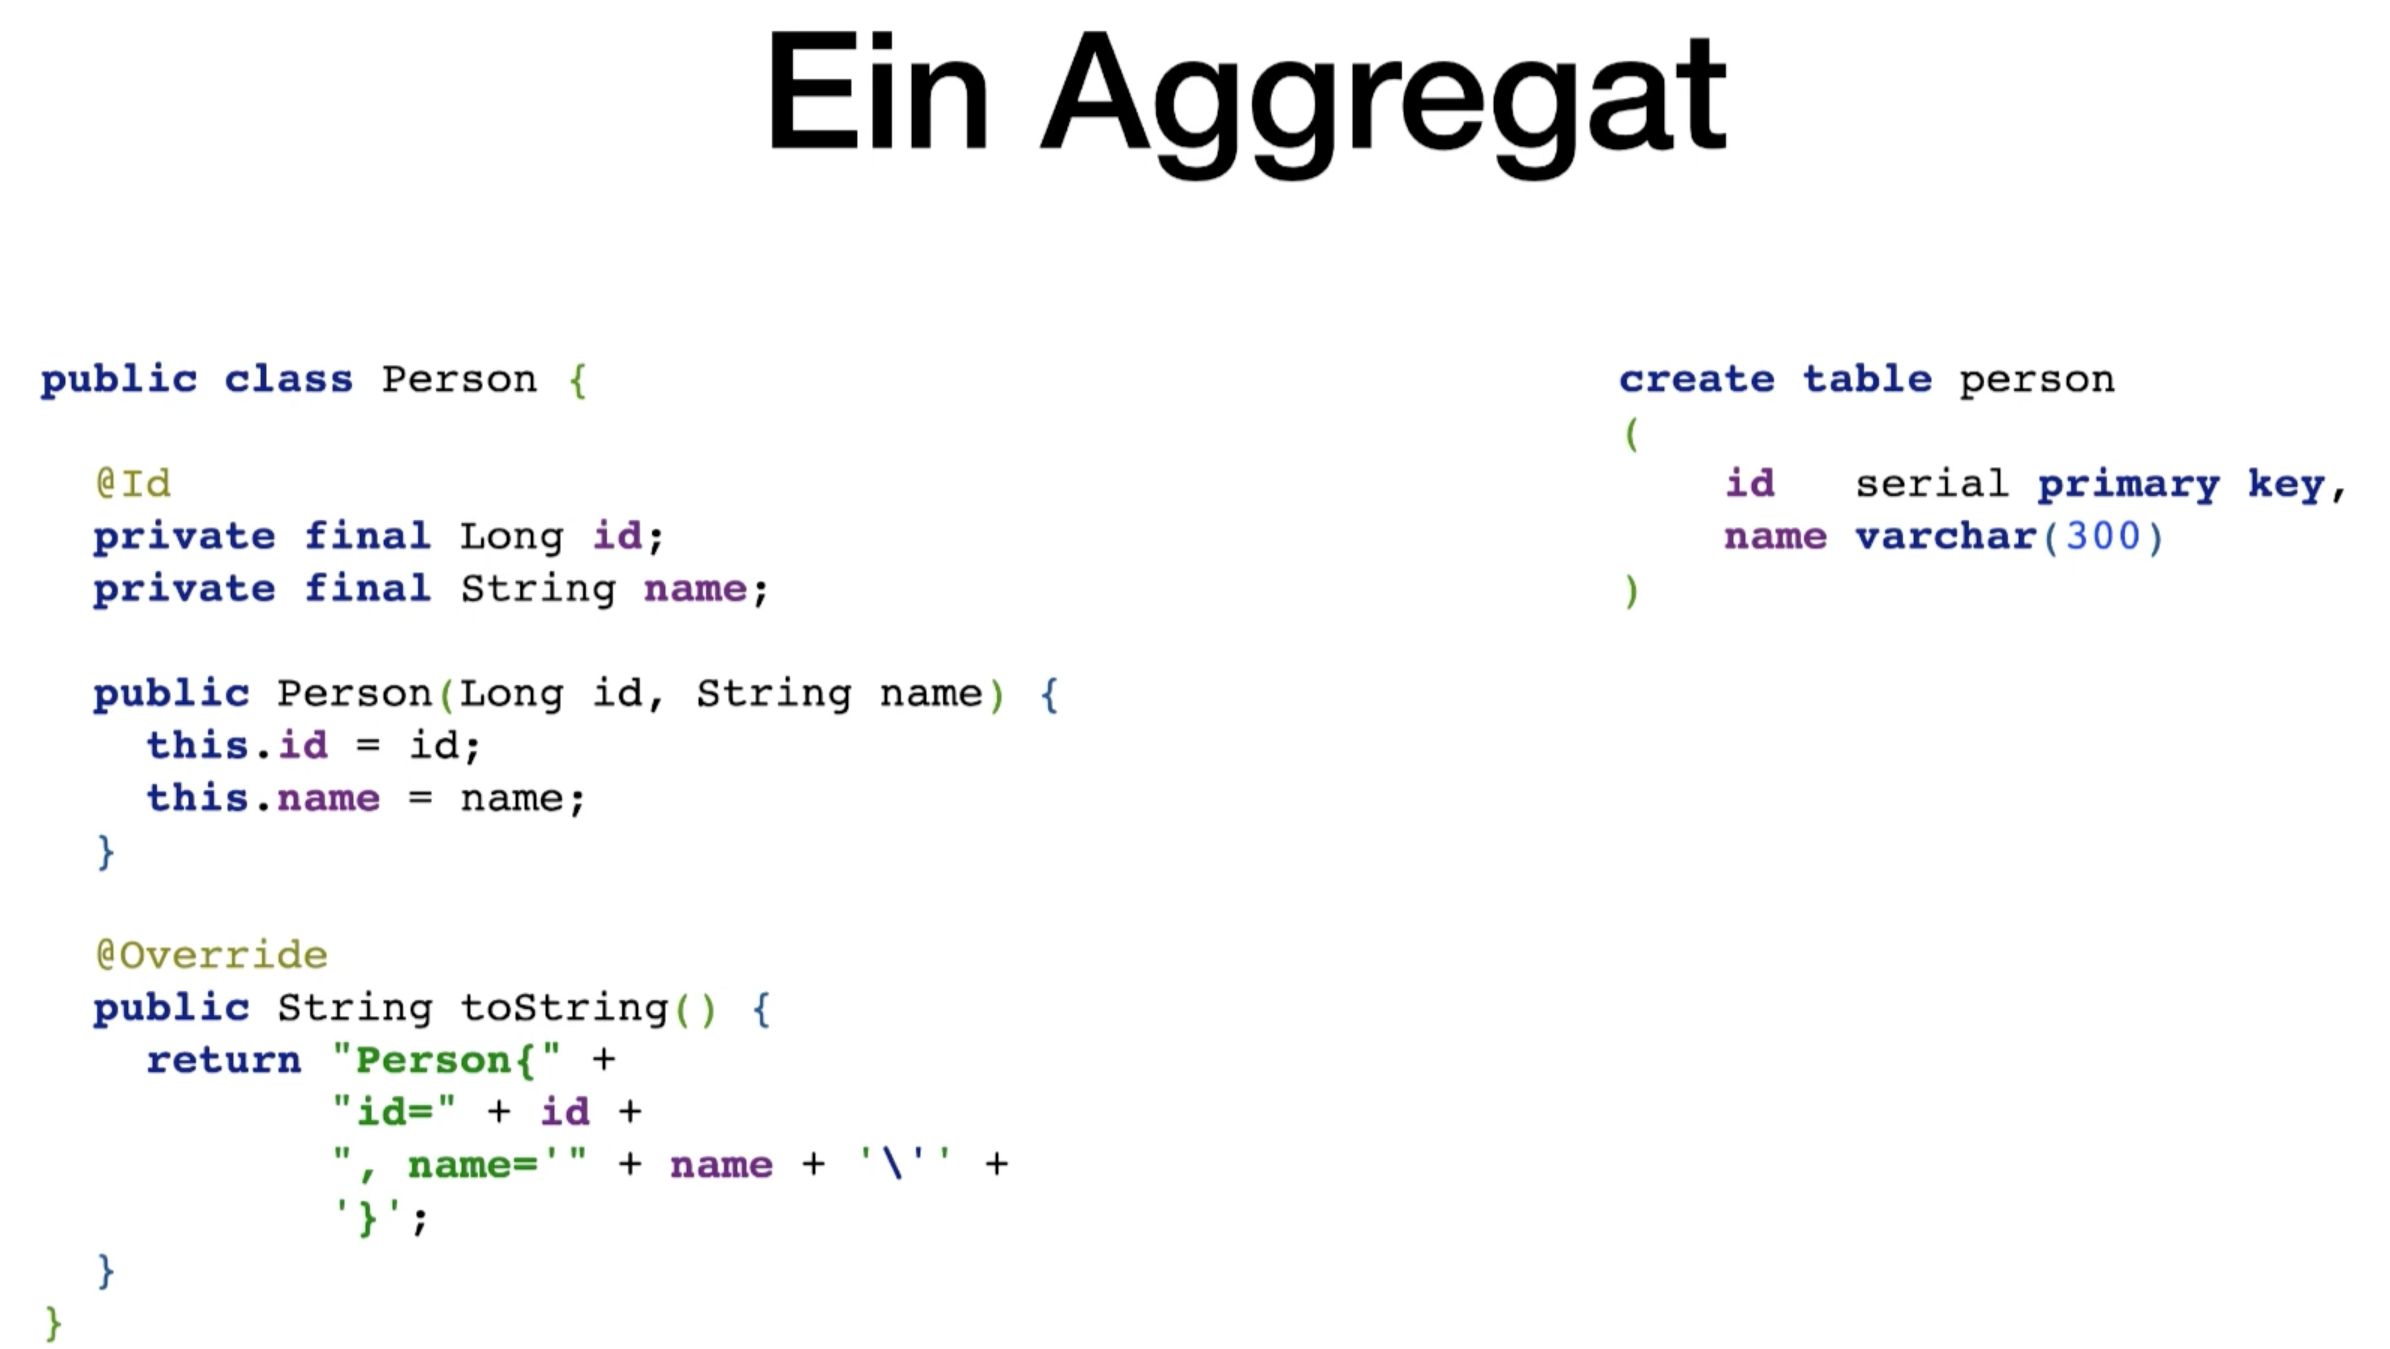 Ein Aggregat
public class Person {
@Id
private final Long id;
private final String name;
public Person(Long id, String name) {
this.id = id;
this.name = name;
}
@Override
public String toString() {
return "Person{" +
"id=" + id +
", name='" + name + '\'' +
'}';
}
}
create table person
(
id serial primary key,
name varchar(300)
)